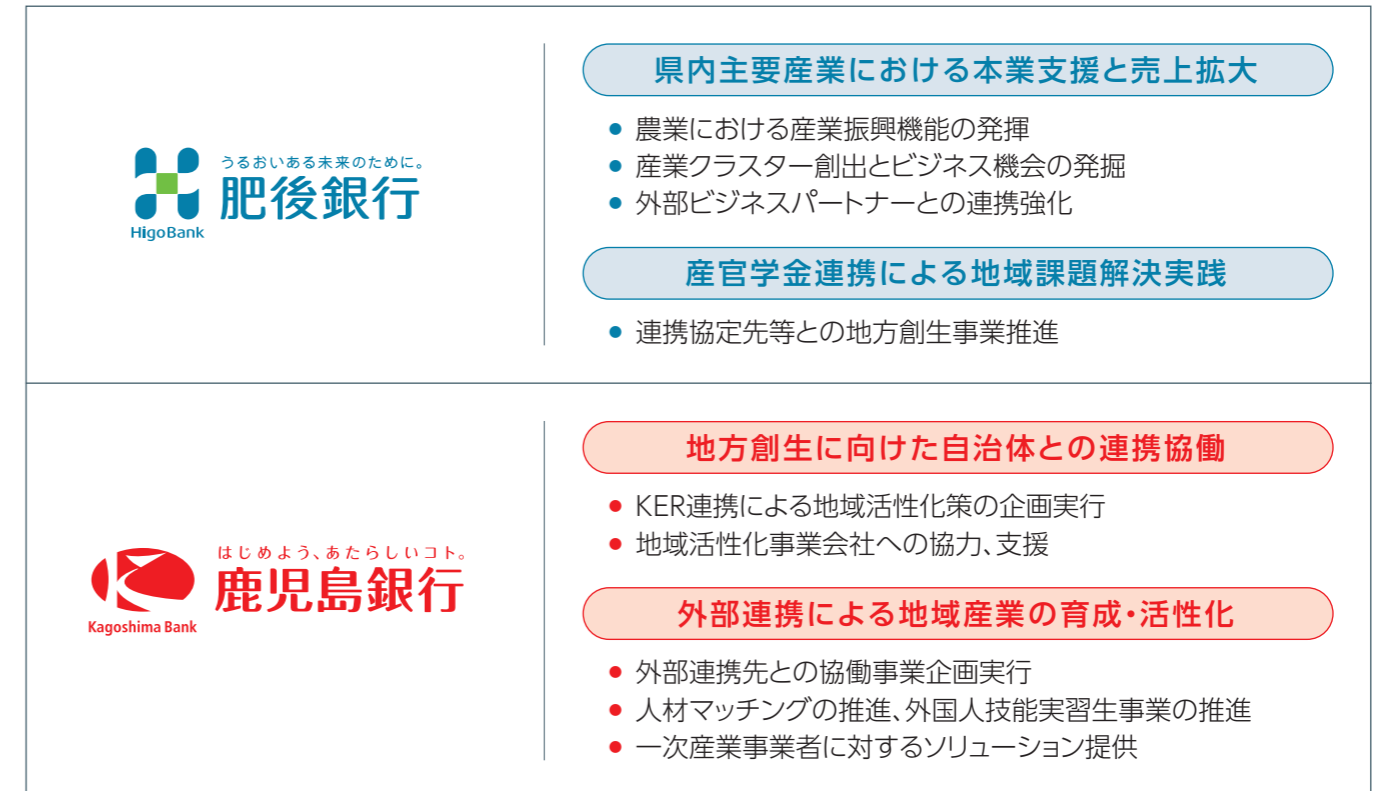 うるおいある未来のために。
肥後銀行
HigoBank
県内主要産業における本業支援と売上拡大
● 農業における産業振興機能の発揮
● 産業クラスター創出とビジネス機会の発掘
● 外部ビジネスパートナーとの連携強化
産官学金連携による地域課題解決実践
● 連携協定先等との地方創生事業推進
はじめよう、あたらしいコト。
鹿児島銀行
Kagoshima Bank
地方創生に向けた自治体との連携協働
● KER連携による地域活性化策の企画実行
● 地域活性化事業会社への協力、支援
外部連携による地域産業の育成・活性化
● 外部連携先との協働事業企画実行
● 人材マッチングの推進、外国人技能実習生事業の推進
● 一次産業事業者に対するソリューション提供